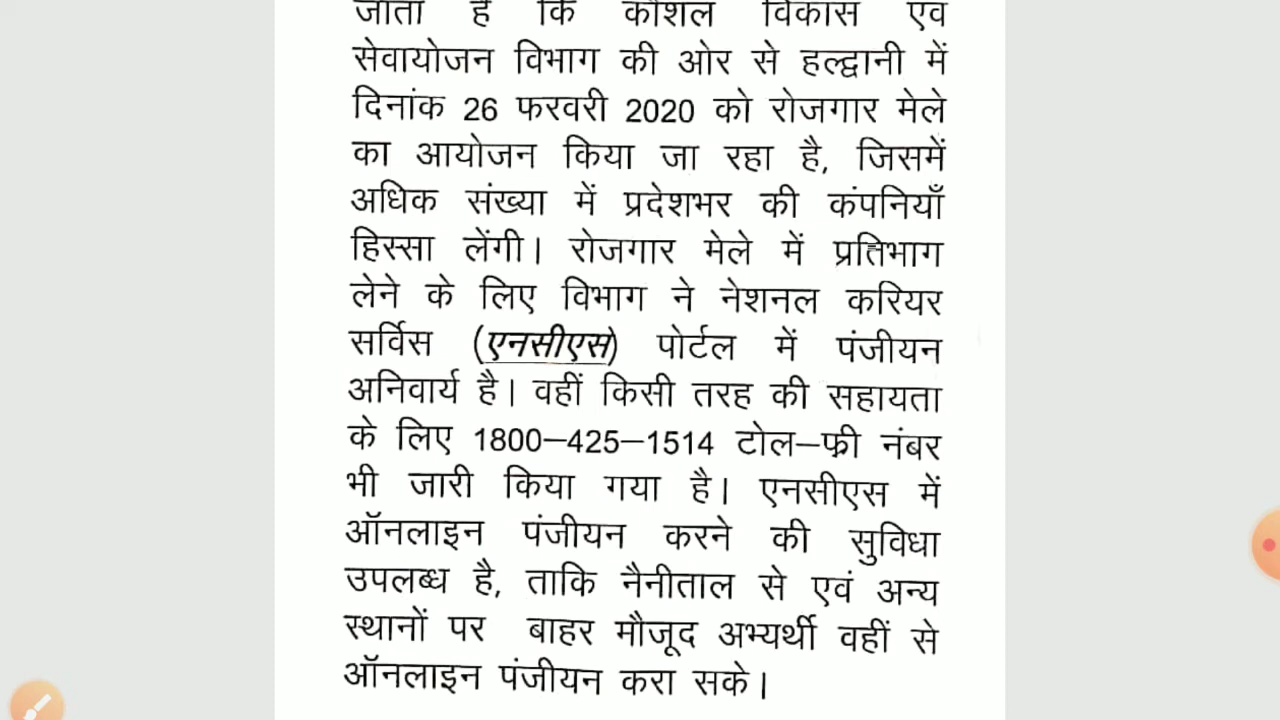 जाता है कि कौशल विकास एवं
सेवायोजन विभाग की ओर से हल्द्वानी में
दिनांक 26 फरवरी 2020 को रोजगार मेले
का आयोजन किया जा रहा है, जिसमें
अधिक संख्या में प्रदेशभर की कंपनियाँ
हिस्सा लेंगी। रोजगार मेले में प्रतिभाग
लेने के लिए विभाग ने नेशनल करियर
सर्विस (एनसीएस) पोर्टल में पंजीयन
अनिवार्य है। वहीं किसी तरह की सहायता
के लिए 1800–425–1514 टोल–फ्री नंबर
भी जारी किया गया है। एनसीएस में
ऑनलाइन पंजीयन करने की सुविधा
उपलब्ध है, ताकि नैनीताल से एवं अन्य
स्थानों पर बाहर मौजूद अभ्यर्थी वहीं से
ऑनलाइन पंजीयन करा सके।